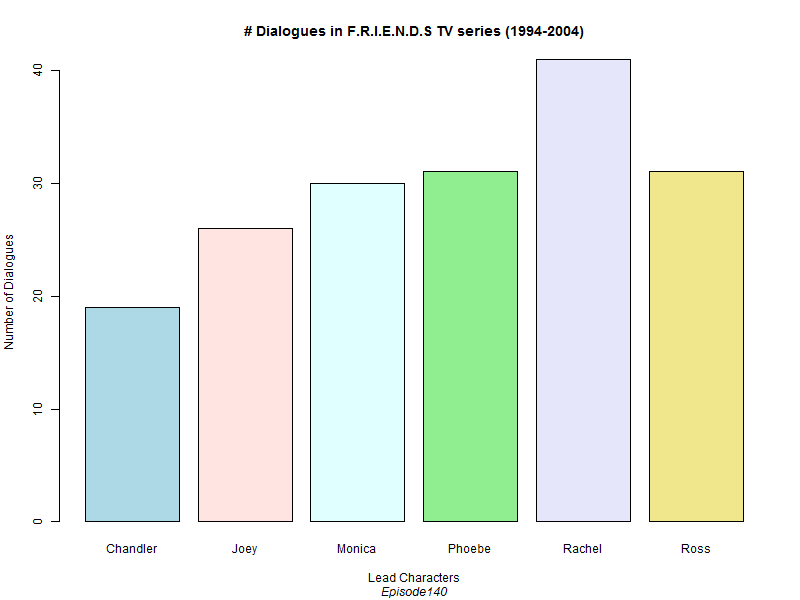 # Dialogues in F.R.I.E.N.D.S TV series (1994-2004)
Number of Dialogues
40
30
20
10
0
Chandler Joey Monica Phoebe Rachel Ross
Lead Characters
Episode140